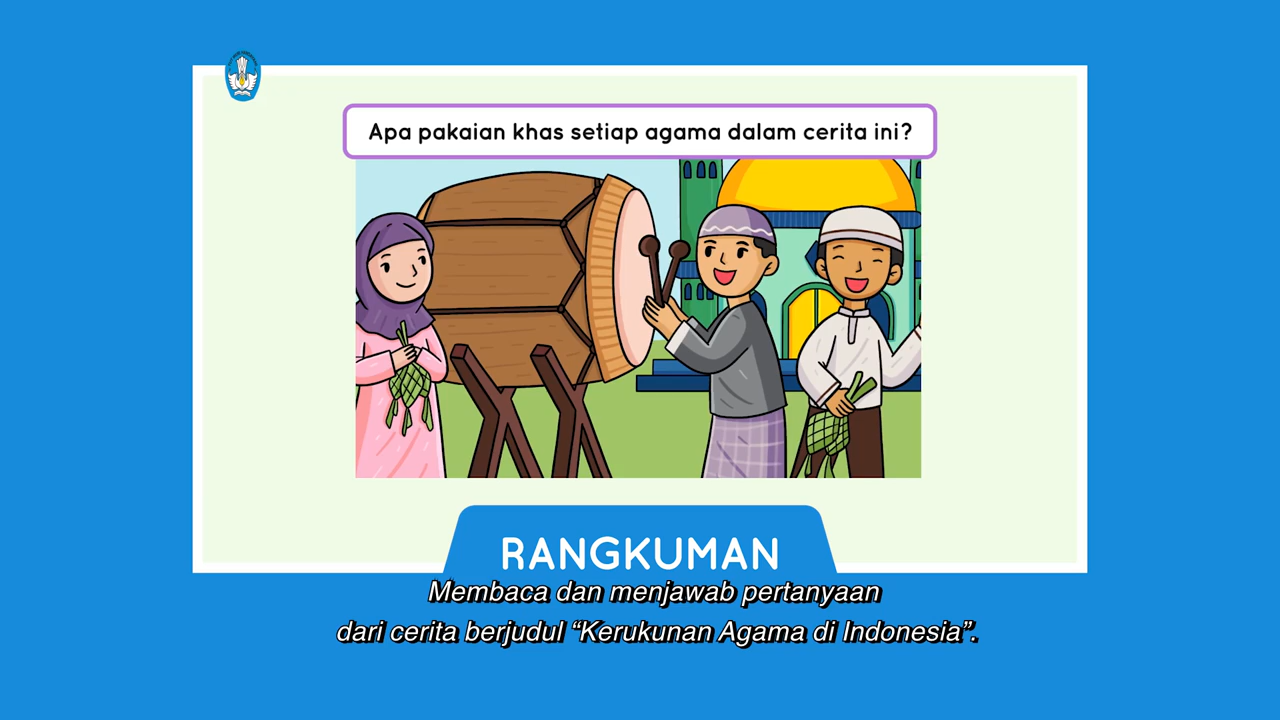 Apa pakaian khas setiap agama dalam cerita ini?
RANGKUMAN
Membaca dan menjawab pertanyaan
dari cerita berjudul “Kerukunan Agama di Indonesia”.